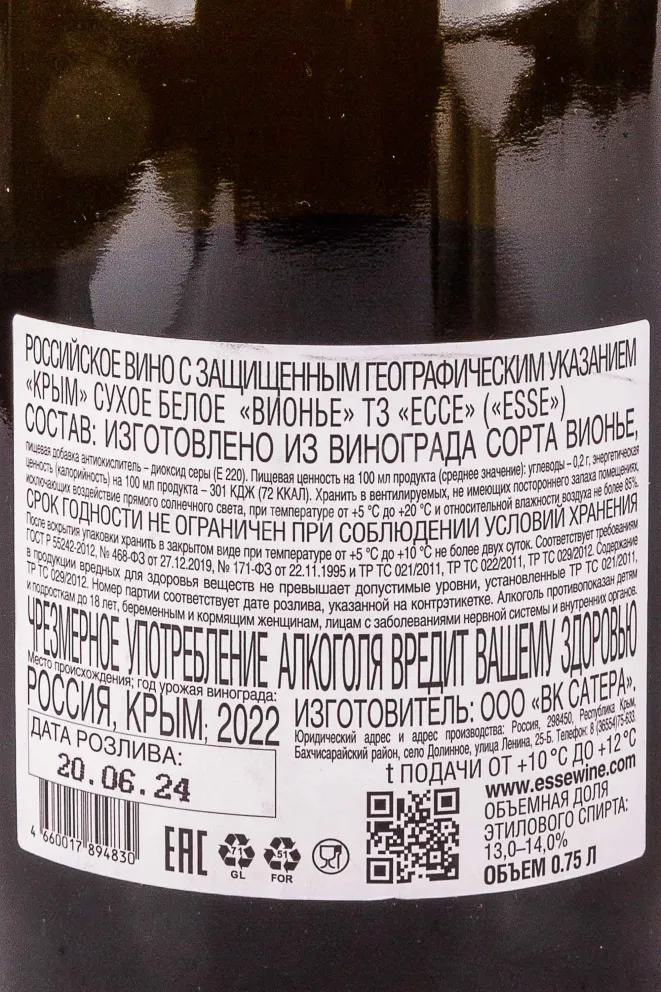 РОССИЙСКОЕ ВИНО С ЗАЩИЩЕННЫМ ГЕОГРАФИЧЕСКИМ УКАЗАНИЕМ
«КРЫМ» СУХОЕ БЕЛОЕ «ВИОНЬЕ» ТЗ «ЕССЕ» («ESSE»)
СОСТАВ: ИЗГОТОВЛЕНО ИЗ ВИНОГРАДА СОРТА ВИОНЬЕ,
пищевая добавка антиокислитель – диоксид серы (Е 220). Пищевая ценность на 100 мл продукта (среднее значение): углеводы – 0,2 г, энергетическая
ценность (калорийность) на 100 мл продукта – 301 КДЖ (72 ККАЛ). Хранить в вентилируемых, не имеющих постороннего запаха помещениях,
исключающих воздействие прямого солнечного света, при температуре от +5 °С до +20 °С и относительной влажности воздуха не более 85%.
СРОК ГОДНОСТИ НЕ ОГРАНИЧЕН ПРИ СОБЛЮДЕНИИ УСЛОВИЙ ХРАНЕНИЯ
После вскрытия упаковки хранить в закрытом виде при температуре от +5 °С до +10 °С не более двух суток. Соответствует требованиям
ГОСТ Р 55242-2012, № 468-ФЗ от 27.12.2019, № 171-ФЗ от 22.11.1995 и ТР ТС 021/2011, ТР ТС 022/2011, ТР ТС 029/2012. Содержание
в продукции вредных для здоровья веществ не превышает допустимые уровни, установленные ТР ТС 021/2011,
ТР ТС 029/2012. Номер партии соответствует дате розлива, указанной на контрэтикетке. Алкоголь противопоказан детям
и подросткам до 18 лет, беременным и кормящим женщинам, лицам с заболеваниями нервной системы и внутренних органов.
ЧРЕЗМЕРНОЕ УПОТРЕБЛЕНИЕ АЛКОГОЛЯ ВРЕДИТ ВАШЕМУ ЗДОРОВЬЮ
Место происхождения; год урожая винограда:
РОССИЯ, КРЫМ; 2022
ДАТА РОЗЛИВА:
20.06.24
ИЗГОТОВИТЕЛЬ: ООО «ВК САТЕРА»,
Юридический адрес и адрес производства: Россия, 298450, Республика Крым,
Бахчисарайский район, село Долинное, улица Ленина, 25-Б. Телефон: 8 (36554)75-633.
t ПОДАЧИ ОТ +10 °С ДО +12 °С
www.essewine.com
ОБЪЕМНАЯ ДОЛЯ
ЭТИЛОВОГО СПИРТА:
13,0–14,0%
ОБЪЕМ 0.75 Л
4 660017 894830
EAC
71
GL
51
FOR